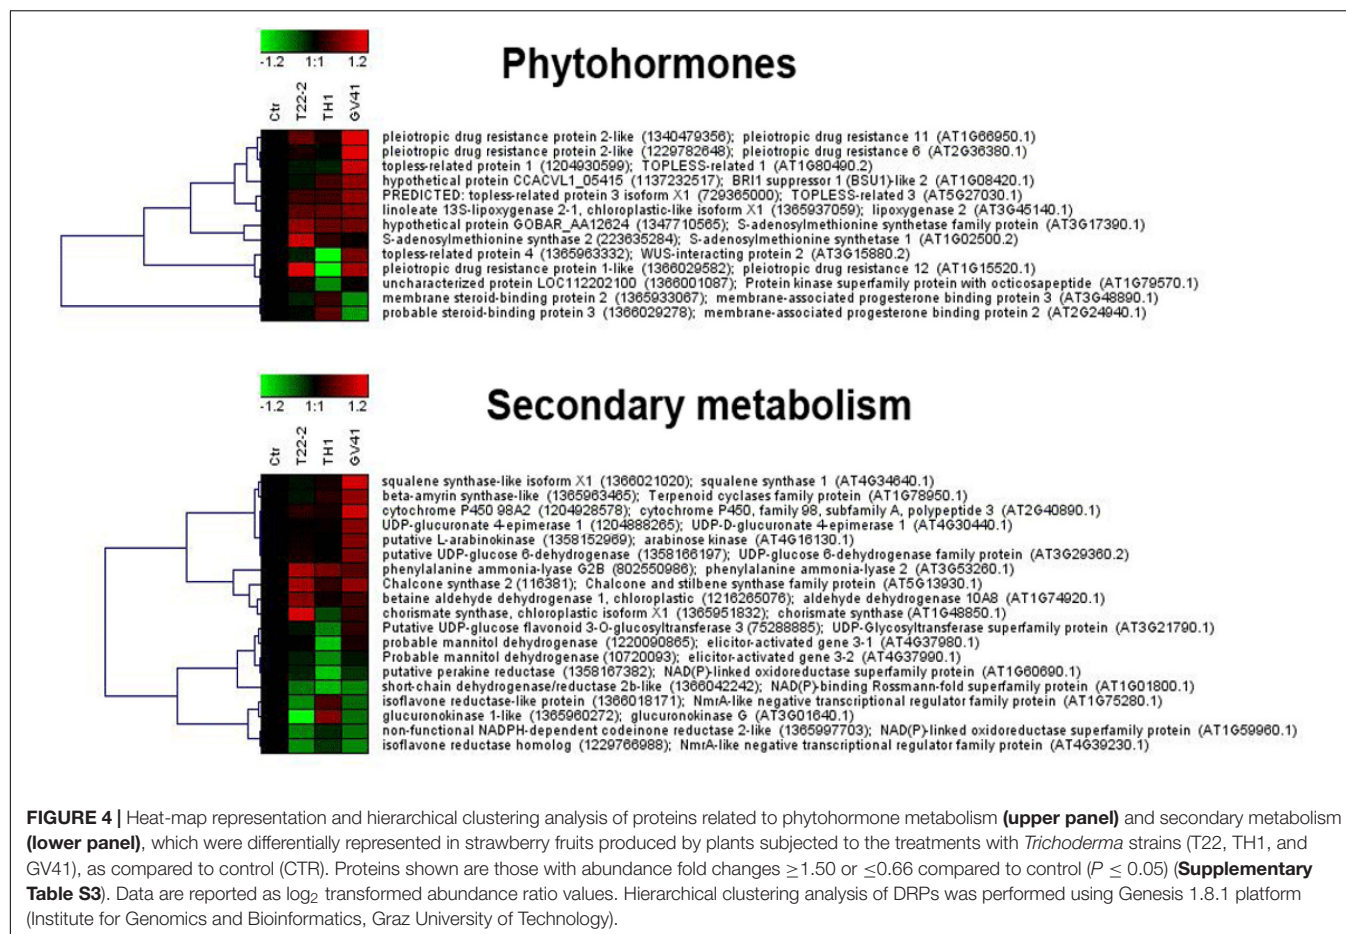 -1.2 1:1 1.2
Phytohormones
Ctr T22-2 TH1 GV41
pleiotropic drug resistance protein 2-like (1340479356); pleiotropic drug resistance 11 (AT1G66950.1)
pleiotropic drug resistance protein 2-like (1229782648); pleiotropic drug resistance 6 (AT2G36380.1)
topless-related protein 1 (1204930599); TOPLESS-related 1 (AT1G80490.2)
hypothetical protein CCACVL1_05415 (1137232517); BRI1 suppressor 1 (BSU1)-like 2 (AT1G08420.1)
PREDICTED: topless-related protein 3 isoform X1 (729365000); TOPLESS-related 3 (AT5G27030.1)
linoleate 13S-lipoxygenase 2-1, chloroplastic-like isoform X1 (1365937059); lipoxygenase 2 (AT3G45140.1)
hypothetical protein GOBAR_AA12624 (1347710565); S-adenosylmethionine synthetase family protein (AT3G17390.1)
S-adenosylmethionine synthase 2 (223635284); S-adenosylmethionine synthetase 1 (AT1G02500.2)
topless-related protein 4 (1365963332); WUS-interacting protein 2 (AT3G15880.2)
pleiotropic drug resistance protein 1-like (1366029582); pleiotropic drug resistance 12 (AT1G15520.1)
uncharacterized protein LOC112202100 (1366001087); Protein kinase superfamily protein with octicosapeptide (AT1G79570.1)
membrane steroid-binding protein 2 (1365933067); membrane-associated progesterone binding protein 3 (AT3G48890.1)
probable steroid-binding protein 3 (1366029278); membrane-associated progesterone binding protein 2 (AT2G24940.1)
-1.2 1:1 1.2
Secondary metabolism
Ctr T22-2 TH1 GV41
squalene synthase-like isoform X1 (1366021020); squalene synthase 1 (AT4G34640.1)
beta-amyrin synthase-like (1365963465); Terpenoid cyclases family protein (AT1G78950.1)
cytochrome P450 98A2 (1204928578); cytochrome P450, family 98, subfamily A, polypeptide 3 (AT2G40890.1)
UDP-glucuronate 4-epimerase 1 (1204888265); UDP-D-glucuronate 4-epimerase 1 (AT4G30440.1)
putative L-arabinokinase (1358152969); arabinose kinase (AT4G16130.1)
putative UDP-glucose 6-dehydrogenase (1358166197); UDP-glucose 6-dehydrogenase family protein (AT3G29360.2)
phenylalanine ammonia-lyase G2B (802550986); phenylalanine ammonia-lyase 2 (AT3G53260.1)
Chalcone synthase 2 (116381); Chalcone and stilbene synthase family protein (AT5G13930.1)
betaine aldehyde dehydrogenase 1, chloroplastic (1216265076); aldehyde dehydrogenase 10A8 (AT1G74920.1)
chorismate synthase, chloroplastic isoform X1 (1365951832); chorismate synthase (AT1G48850.1)
Putative UDP-glucose flavonoid 3-O-glucosyltransferase 3 (75288885); UDP-Glycosyltransferase superfamily protein (AT3G21790.1)
probable mannitol dehydrogenase (1220090865); elicitor-activated gene 3-1 (AT4G37980.1)
Probable mannitol dehydrogenase (10720093); elicitor-activated gene 3-2 (AT4G37990.1)
putative perakine reductase (1358167382); NAD(P)-linked oxidoreductase superfamily protein (AT1G60690.1)
short-chain dehydrogenase/reductase 2b-like (1366042242); NAD(P)-binding Rossmann-fold superfamily protein (AT1G01800.1)
isoflavone reductase-like protein (1366018171); NmrA-like negative transcriptional regulator family protein (AT1G75280.1)
glucuronokinase 1-like (1365960272); glucuronokinase G (AT3G01640.1)
non-functional NADPH-dependent codeinone reductase 2-like (1365997703); NAD(P)-linked oxidoreductase superfamily protein (AT1G59960.1)
isoflavone reductase homolog (1229766988); NmrA-like negative transcriptional regulator family protein (AT4G39230.1)
FIGURE 4 | Heat-map representation and hierarchical clustering analysis of proteins related to phytohormone metabolism (upper panel) and secondary metabolism
(lower panel), which were differentially represented in strawberry fruits produced by plants subjected to the treatments with Trichoderma strains (T22, TH1, and
GV41), as compared to control (CTR). Proteins shown are those with abundance fold changes ≥1.50 or ≤0.66 compared to control (P ≤ 0.05) (Supplementary
Table S3). Data are reported as log₂ transformed abundance ratio values. Hierarchical clustering analysis of DRPs was performed using Genesis 1.8.1 platform
(Institute for Genomics and Bioinformatics, Graz University of Technology).